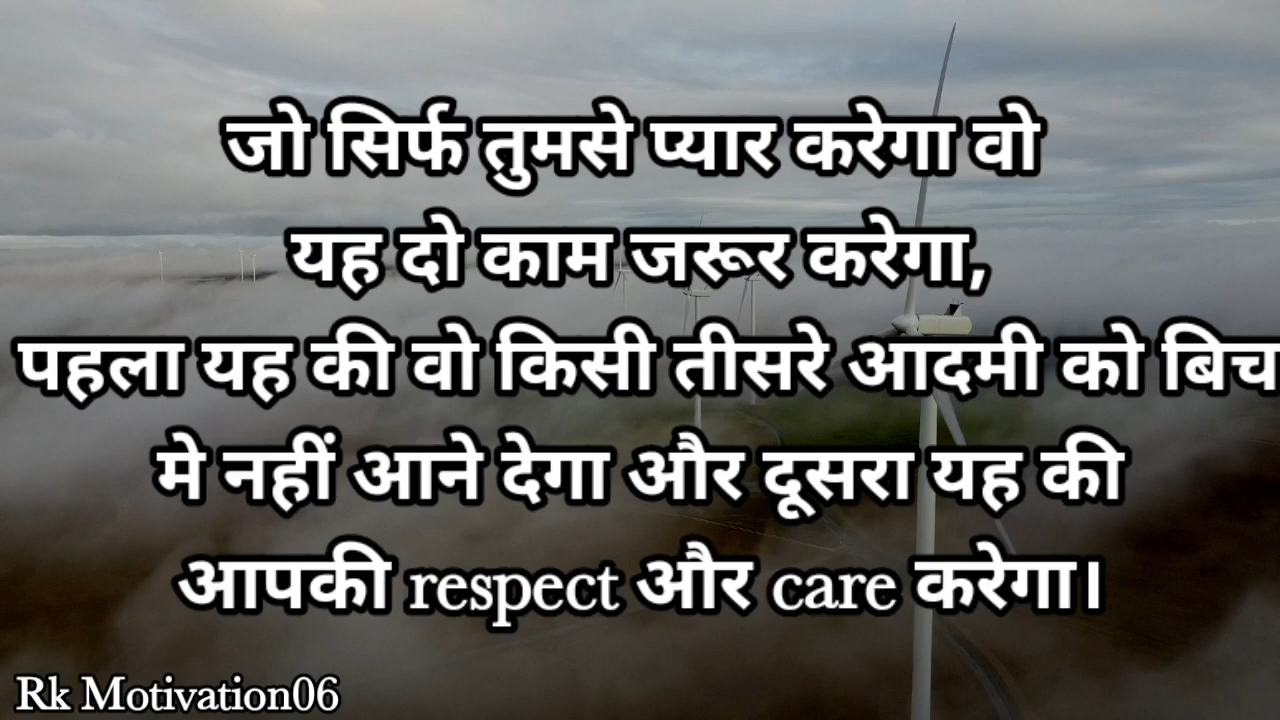 जो सिर्फ तुमसे प्यार करेगा वो
यह दो काम जरूर करेगा,
पहला यह की वो किसी तीसरे आदमी को बिच
मे नहीं आने देगा और दूसरा यह की
आपकी respect और care करेगा।
Rk Motivation06